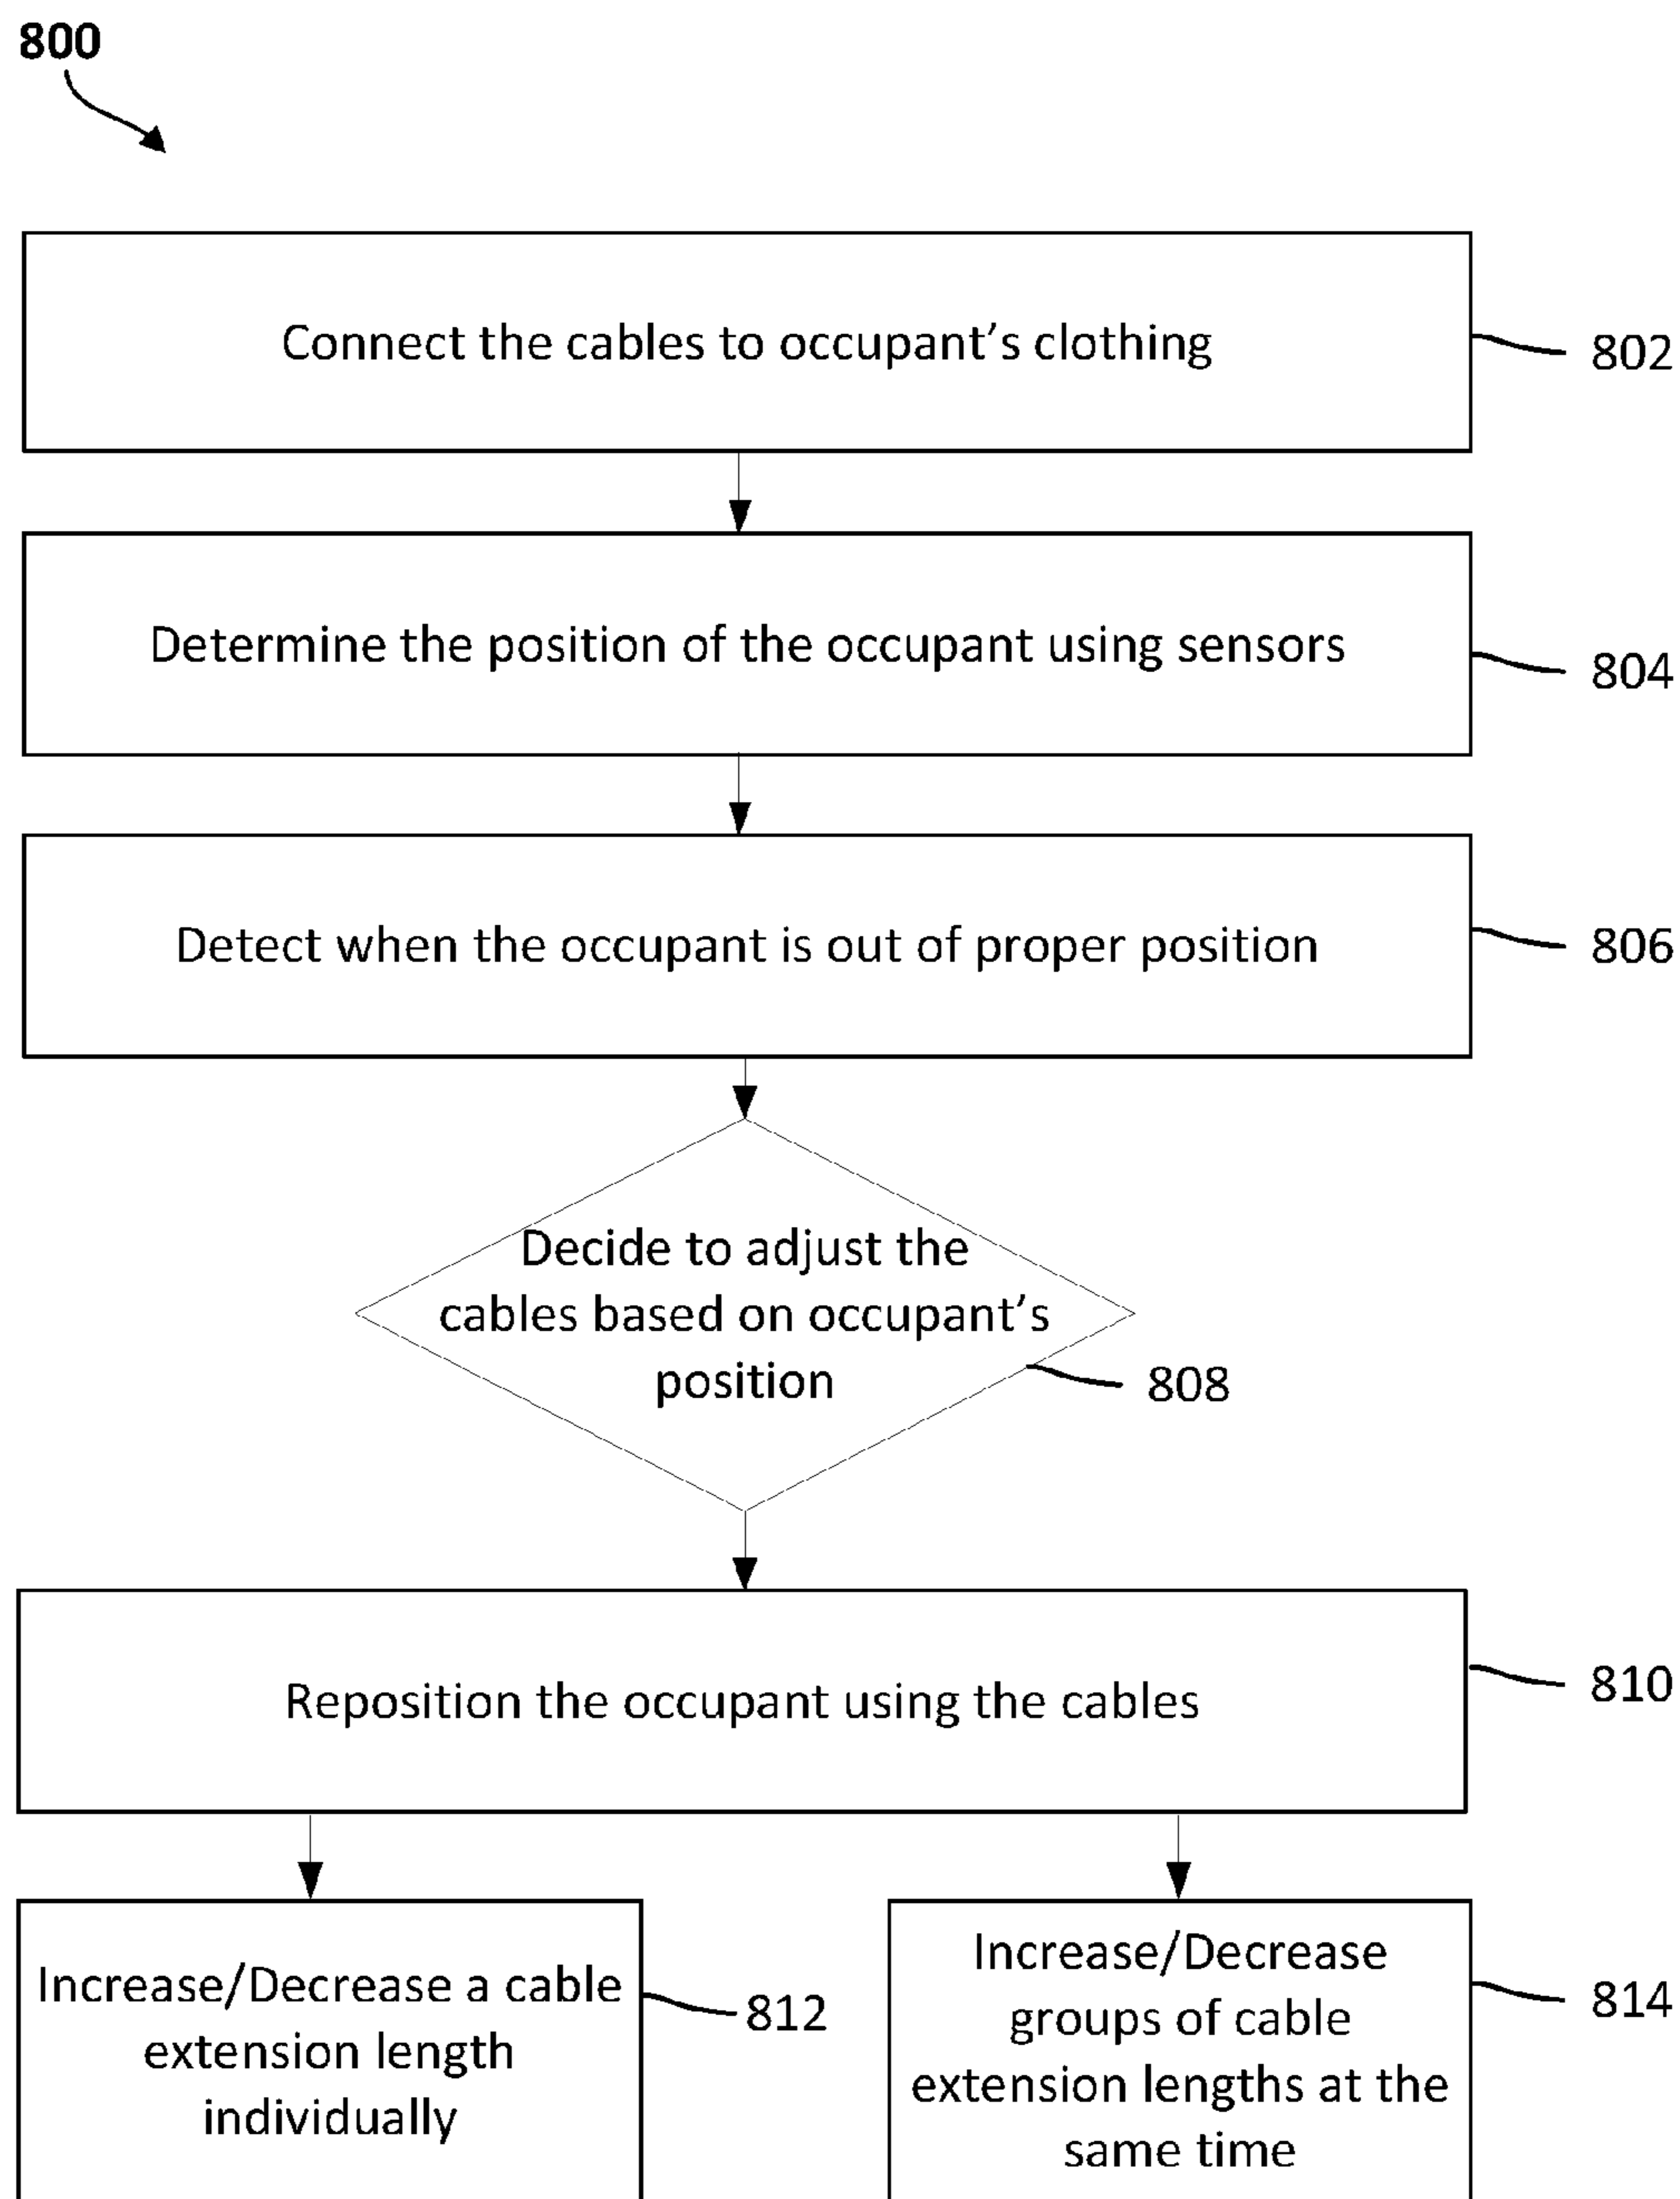 800
Connect the cables to occupant’s clothing
802
Determine the position of the occupant using sensors
804
Detect when the occupant is out of proper position
806
Decide to adjust the
cables based on occupant’s
position
808
Reposition the occupant using the cables
810
Increase/Decrease a cable
extension length
individually
812
Increase/Decrease
groups of cable
extension lengths at the
same time
814